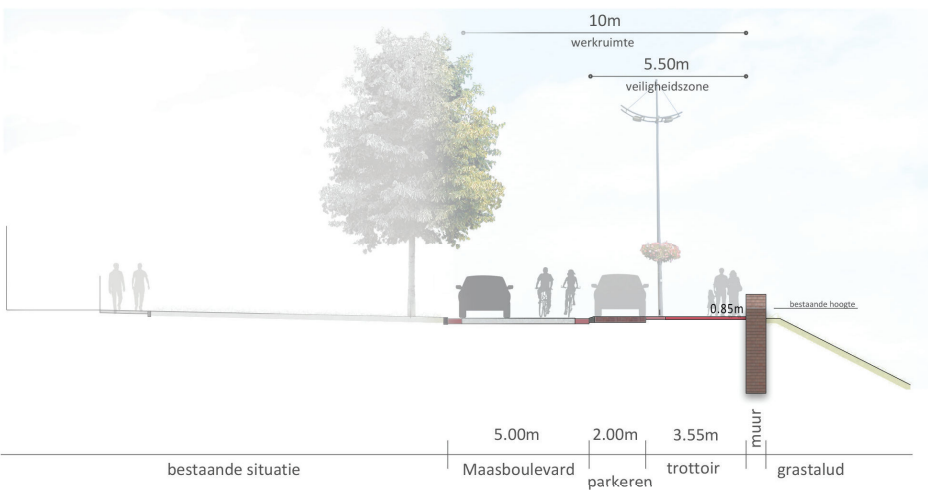 10m
werkruimte
5.50m
veiligheidszone
0.85m
bestaande hoogte
5.00m
2.00m
3.55m
muur
bestaande situatie
Maasboulevard
parkeren
trottoir
grastalud